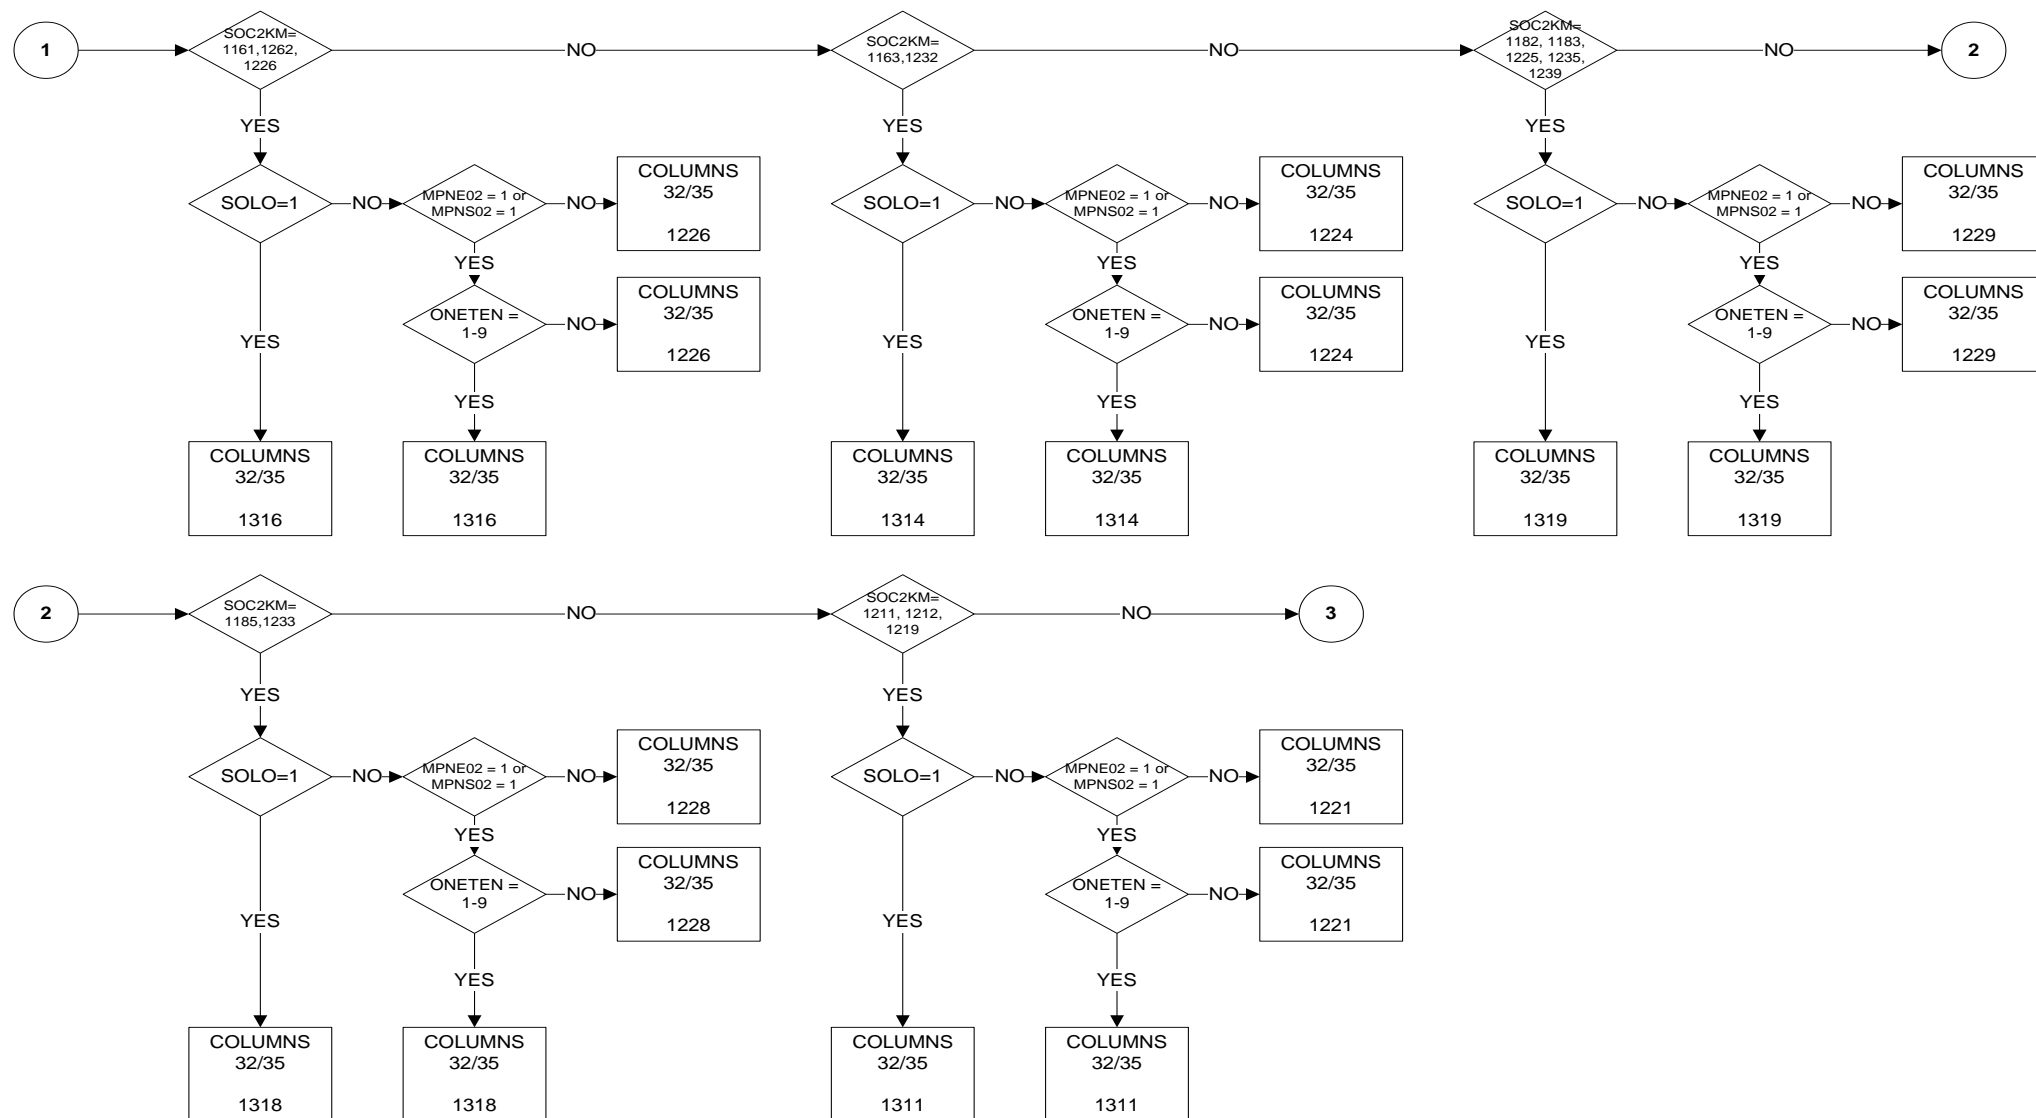 1
SOC2KM=
1161,1262,
1226
NO
SOC2KM=
1163,1232
NO
SOC2KM=
1182, 1183,
1225, 1235,
1239
NO
2
YES
YES
YES
SOLO=1
NO
MPNE02 = 1 or
MPNS02 = 1
NO
COLUMNS
32/35
1226
YES
ONETEN =
1-9
NO
COLUMNS
32/35
1226
YES
YES
COLUMNS
32/35
1316
COLUMNS
32/35
1316
SOLO=1
NO
MPNE02 = 1 or
MPNS02 = 1
NO
COLUMNS
32/35
1224
YES
ONETEN =
1-9
NO
COLUMNS
32/35
1224
YES
YES
COLUMNS
32/35
1314
COLUMNS
32/35
1314
SOLO=1
NO
MPNE02 = 1 or
MPNS02 = 1
NO
COLUMNS
32/35
1229
YES
ONETEN =
1-9
NO
COLUMNS
32/35
1229
YES
YES
COLUMNS
32/35
1319
COLUMNS
32/35
1319
2
SOC2KM=
1185,1233
NO
SOC2KM=
1211, 1212,
1219
NO
3
YES
YES
SOLO=1
NO
MPNE02 = 1 or
MPNS02 = 1
NO
COLUMNS
32/35
1228
YES
ONETEN =
1-9
NO
COLUMNS
32/35
1228
YES
YES
COLUMNS
32/35
1318
COLUMNS
32/35
1318
SOLO=1
NO
MPNE02 = 1 or
MPNS02 = 1
NO
COLUMNS
32/35
1221
YES
ONETEN =
1-9
NO
COLUMNS
32/35
1221
YES
YES
COLUMNS
32/35
1311
COLUMNS
32/35
1311